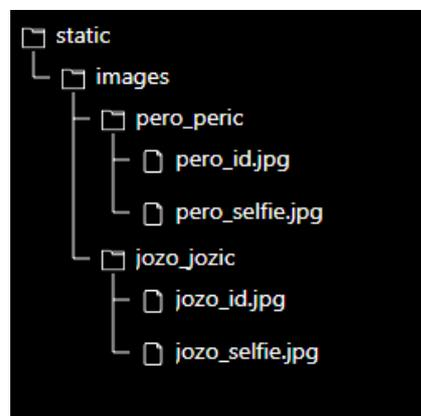 static
images
pero_peric
pero_id.jpg
pero_selfie.jpg
jozo_jozic
jozo_id.jpg
jozo_selfie.jpg